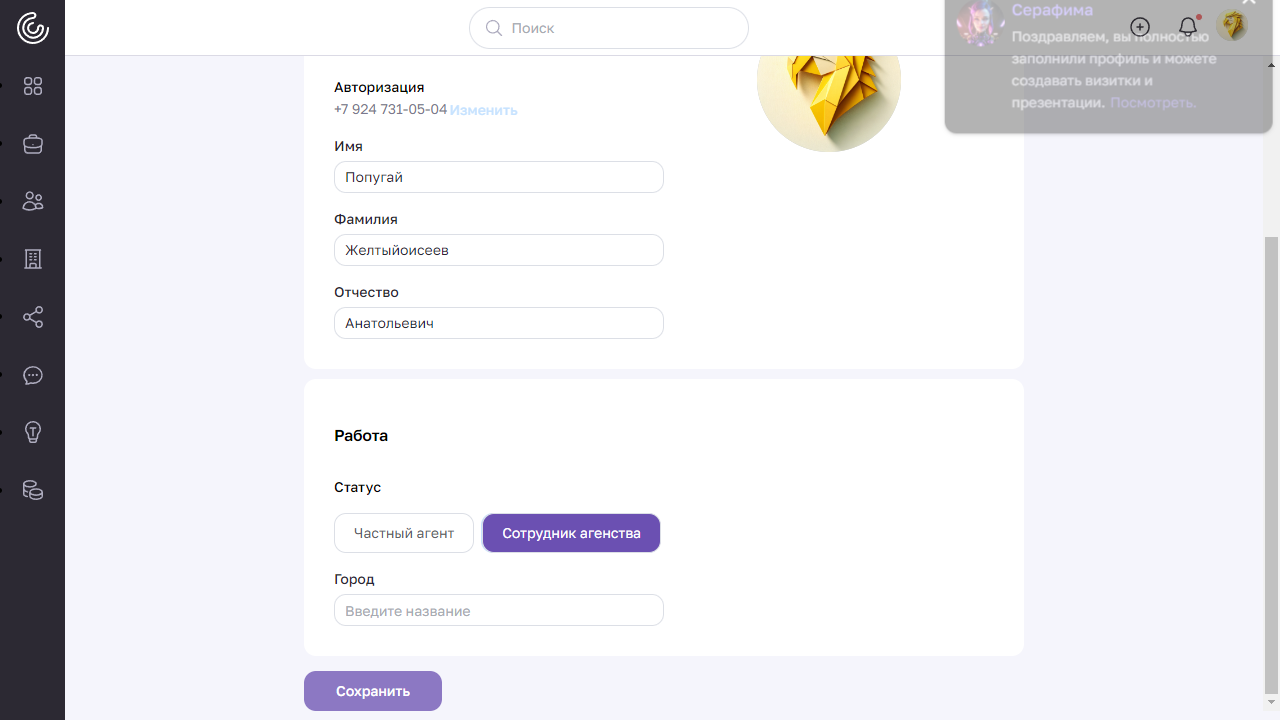 Поиск
Серафима
Поздравляем, вы полностью
заполнили профиль и можете
создавать визитки и
презентации. Посмотреть.
Авторизация
+7 924 731-05-04 Изменить
Имя
Попугай
Фамилия
Желтыйоисеев
Отчество
Анатольевич
Работа
Статус
Частный агент
Сотрудник агенства
Город
Введите название
Сохранить